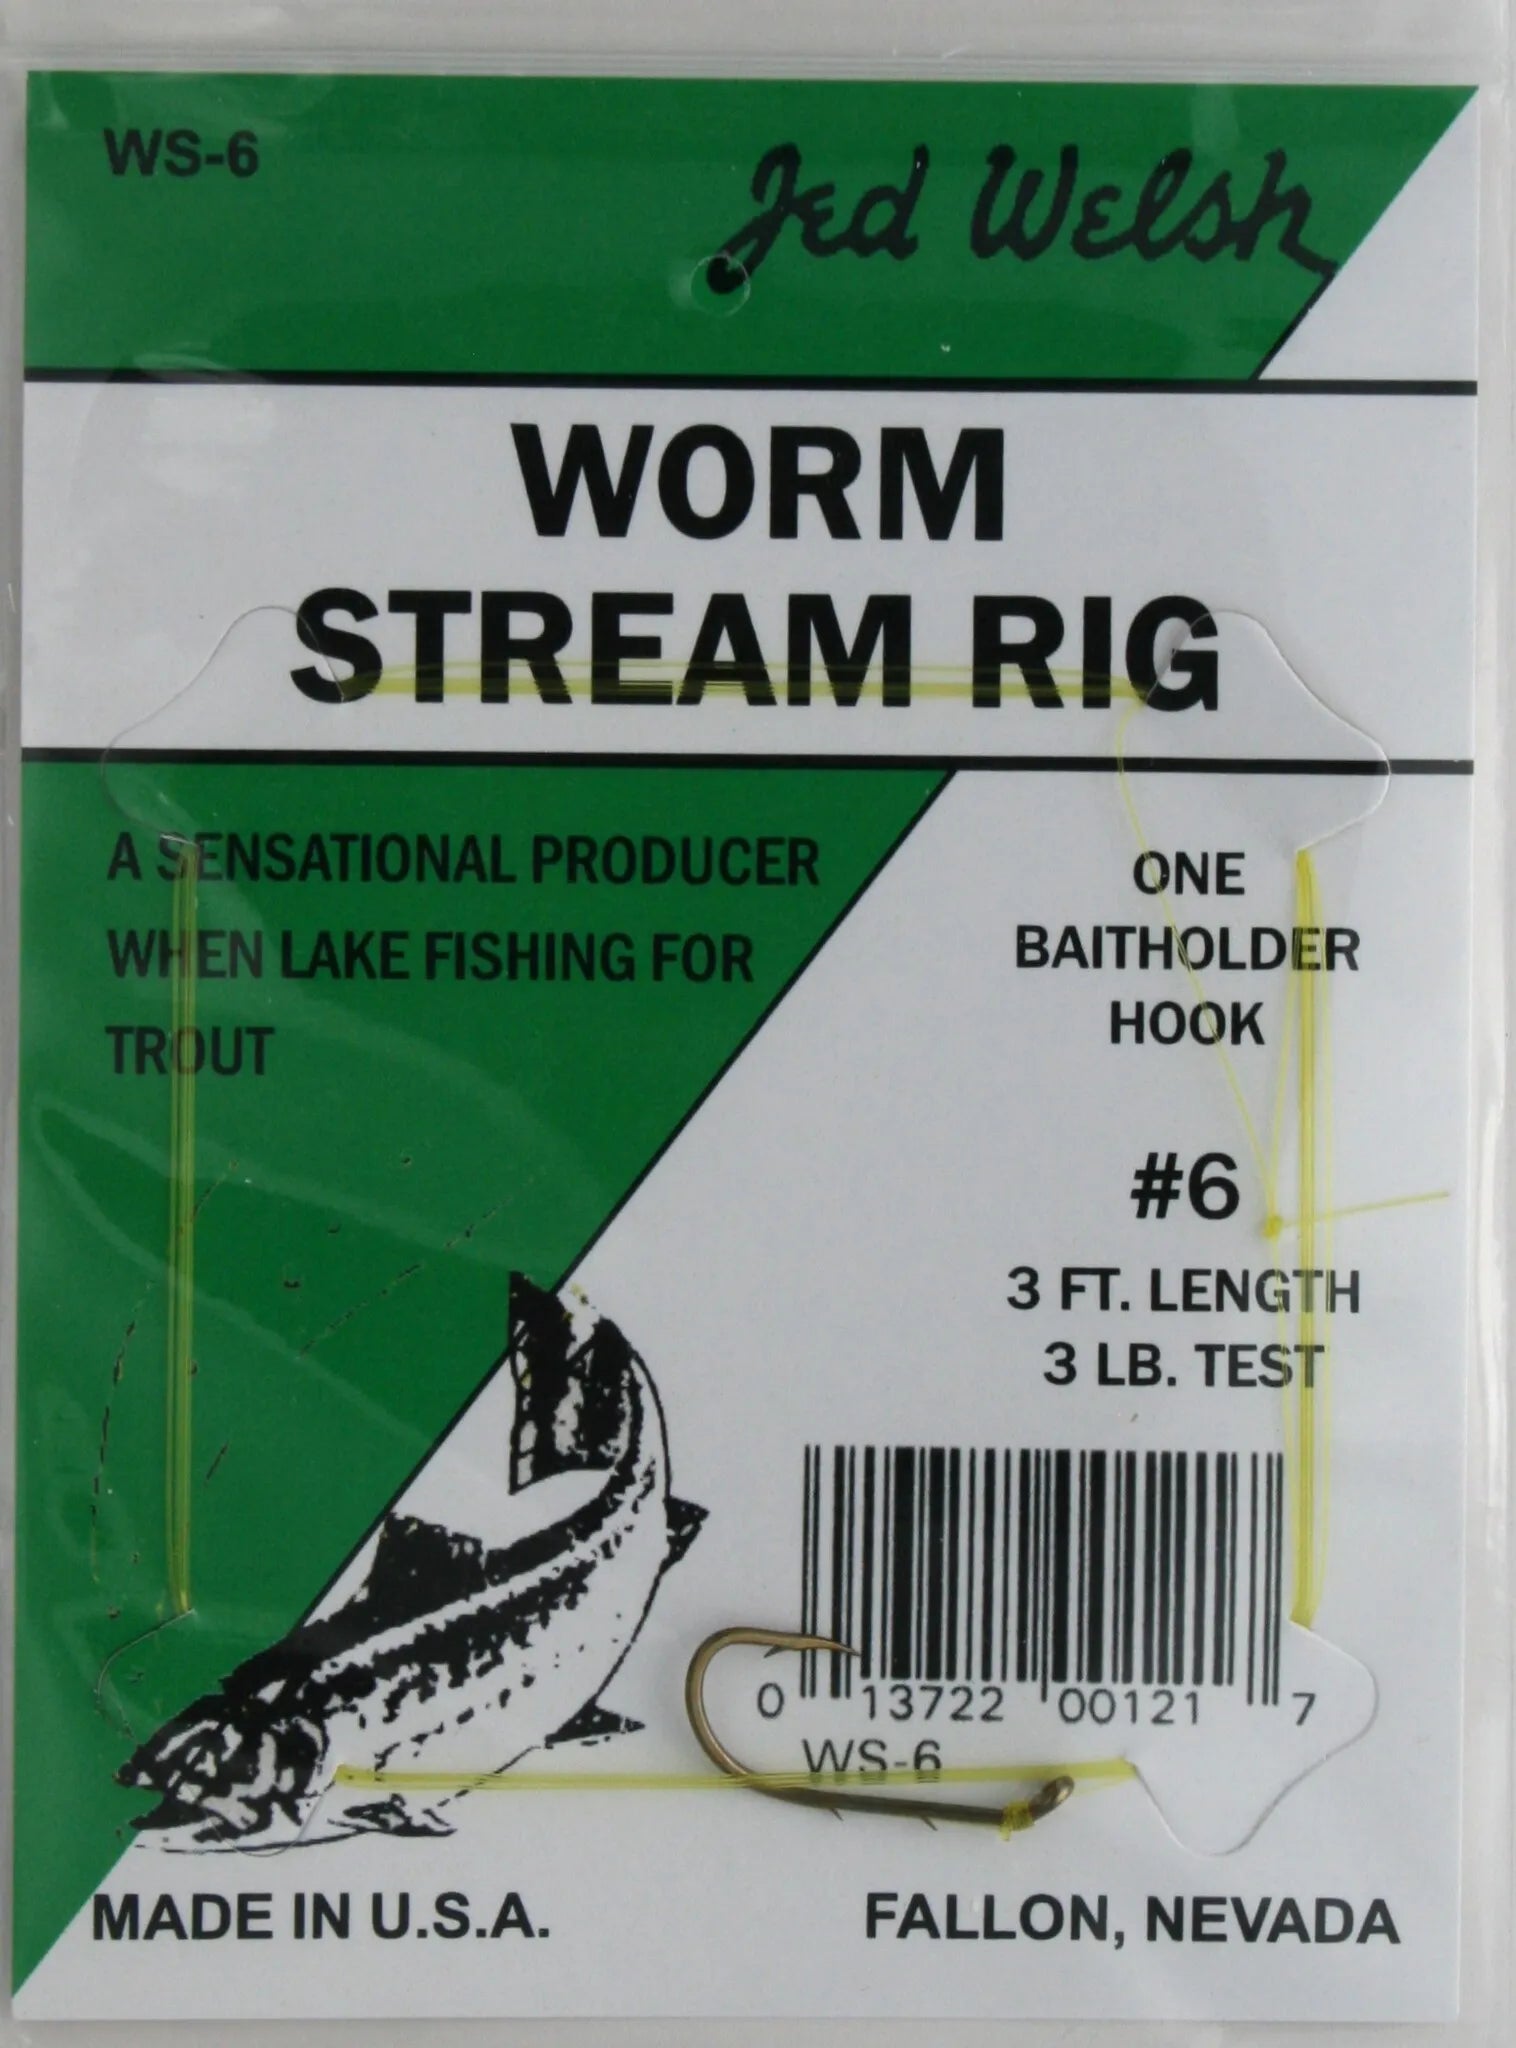 WS-6
Jed Welsh
WORM
STREAM RIG
A SENSATIONAL PRODUCER
WHEN LAKE FISHING FOR
TROUT
ONE
BAITHOLDER
HOOK
#6
3 FT. LENGTH
3 LB. TEST
0 13722 00121 7
WS-6
MADE IN U.S.A.
FALLON, NEVADA